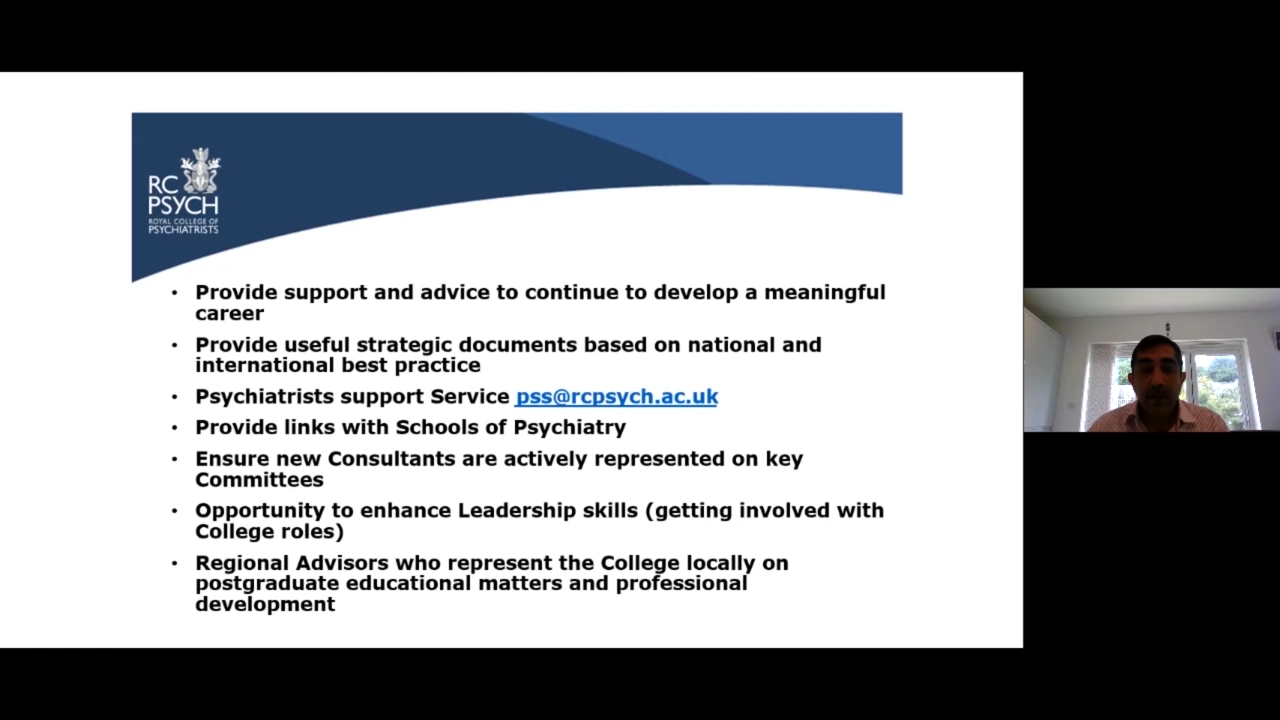 RC
PSYCH
ROYAL COLLEGE OF
PSYCHIATRISTS
• Provide support and advice to continue to develop a meaningful
career
• Provide useful strategic documents based on national and
international best practice
• Psychiatrists support Service pss@rcpsych.ac.uk
• Provide links with Schools of Psychiatry
• Ensure new Consultants are actively represented on key
Committees
• Opportunity to enhance Leadership skills (getting involved with
College roles)
• Regional Advisors who represent the College locally on
postgraduate educational matters and professional
development